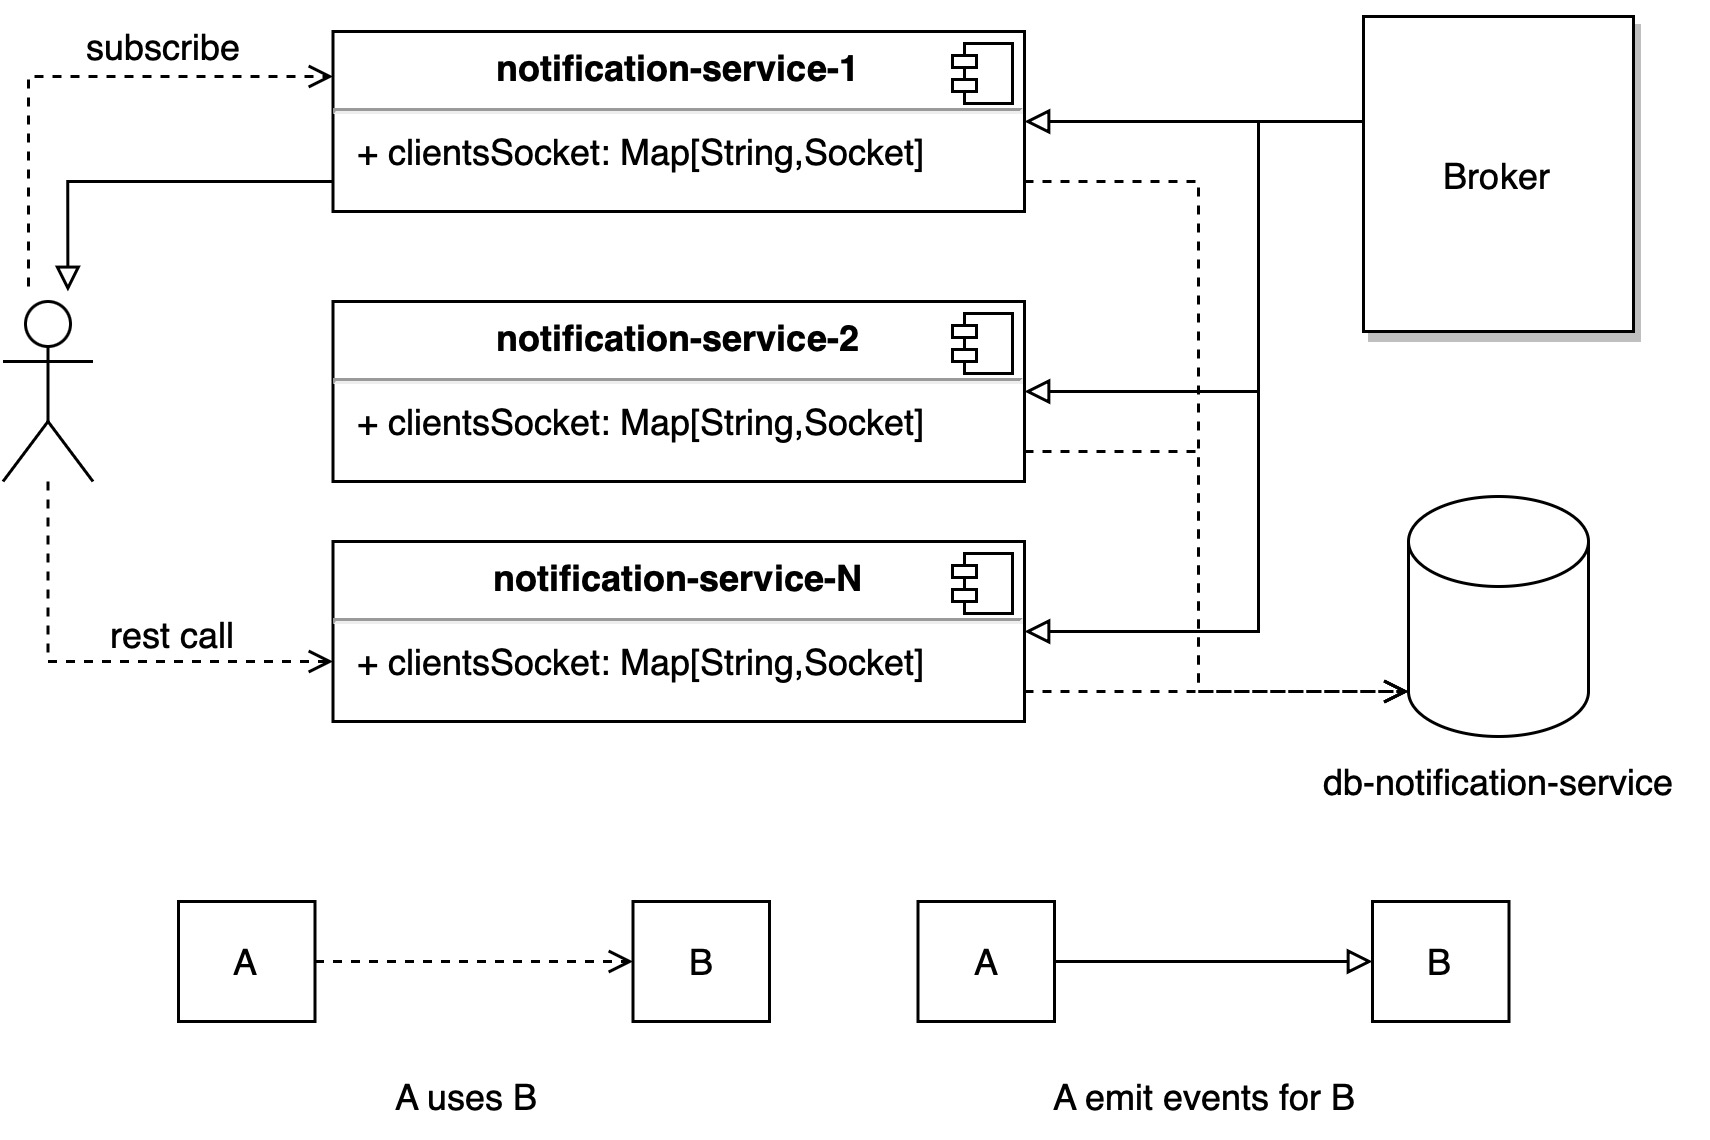 subscribe
notification-service-1
+ clientsSocket: Map[String,Socket]
Broker
notification-service-2
+ clientsSocket: Map[String,Socket]
notification-service-N
rest call
+ clientsSocket: Map[String,Socket]
db-notification-service
A
B
A
B
A uses B
A emit events for B